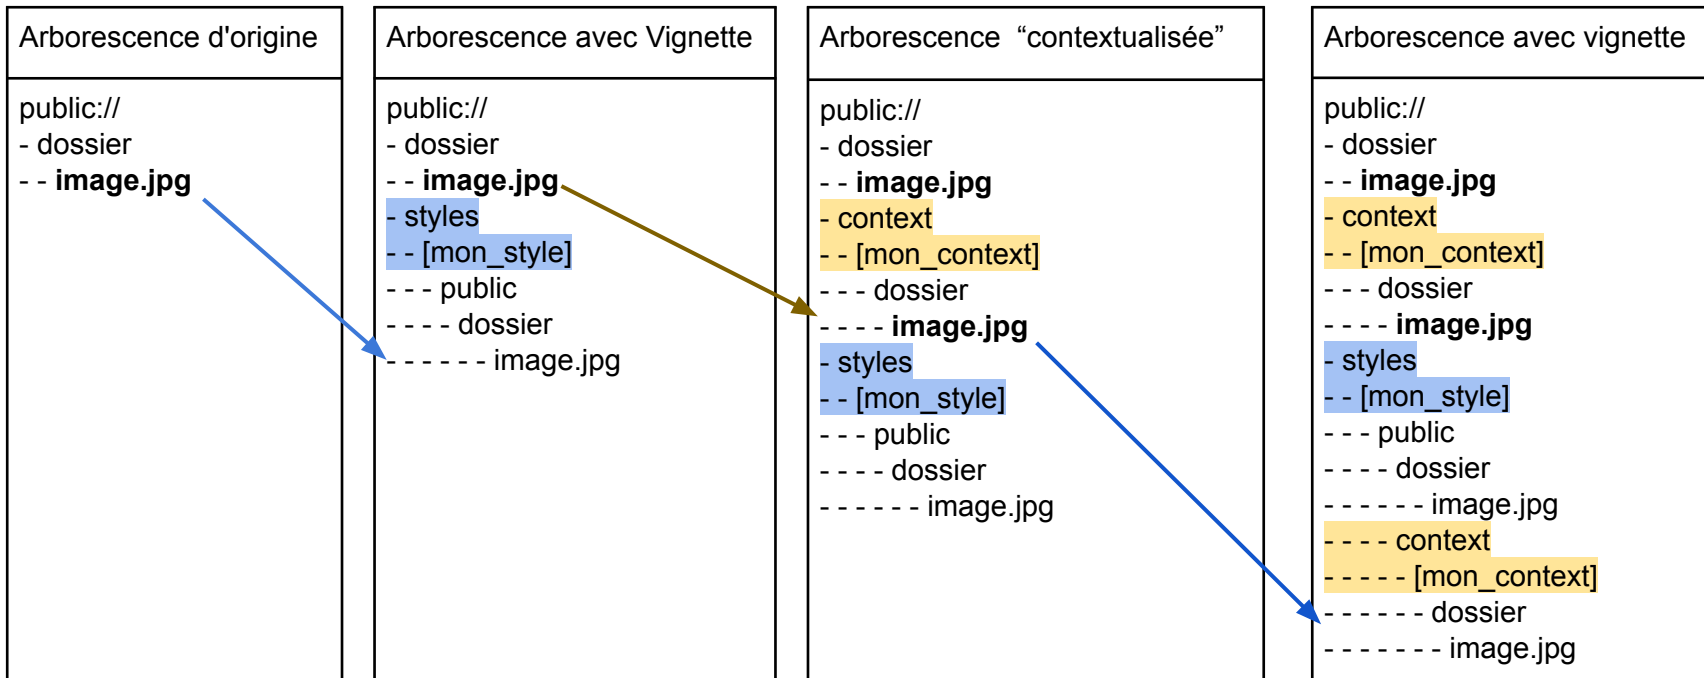 Arborescence d'origine
public://
- dossier
- - image.jpg
Arborescence avec Vignette
public://
- dossier
- - image.jpg
- styles
- - [mon_style]
- - - public
- - - - dossier
- - - - - - image.jpg
Arborescence “contextualisée”
public://
- dossier
- - image.jpg
- context
- - [mon_context]
- - - dossier
- - - - image.jpg
- styles
- - [mon_style]
- - - public
- - - - dossier
- - - - - - image.jpg
Arborescence avec vignette
public://
- dossier
- - image.jpg
- context
- - [mon_context]
- - - dossier
- - - - image.jpg
- styles
- - [mon_style]
- - - public
- - - - dossier
- - - - - - image.jpg
- - - - context
- - - - - [mon_context]
- - - - - - dossier
- - - - - - - image.jpg